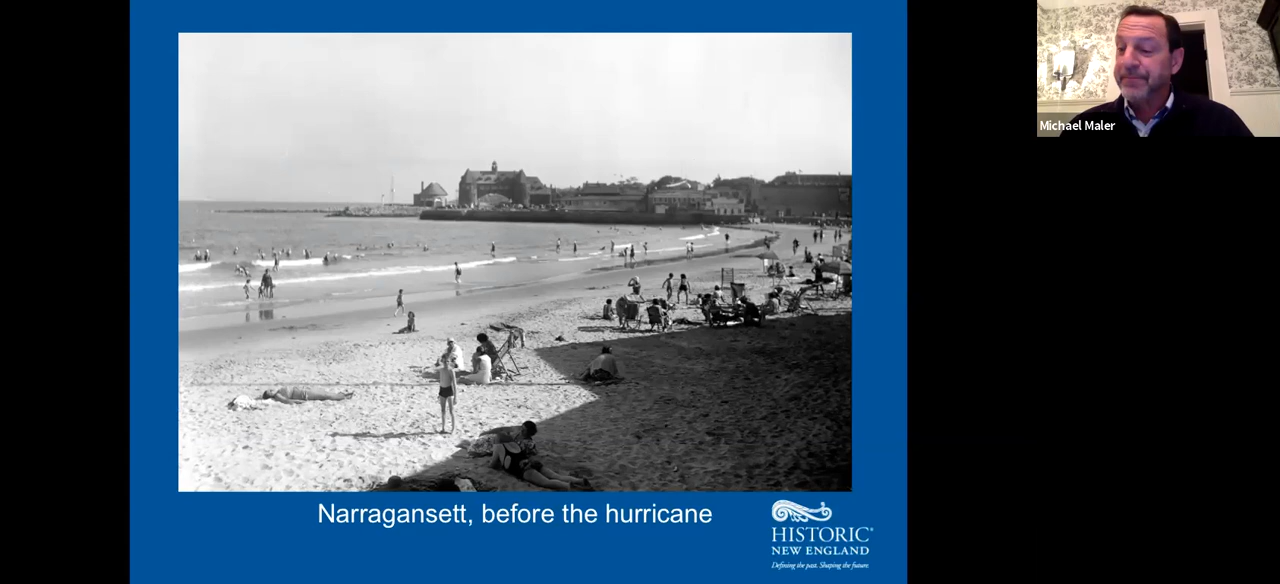 Michael Maler
Narragansett, before the hurricane
HISTORIC®
NEW ENGLAND
Defining the past. Shaping the future.